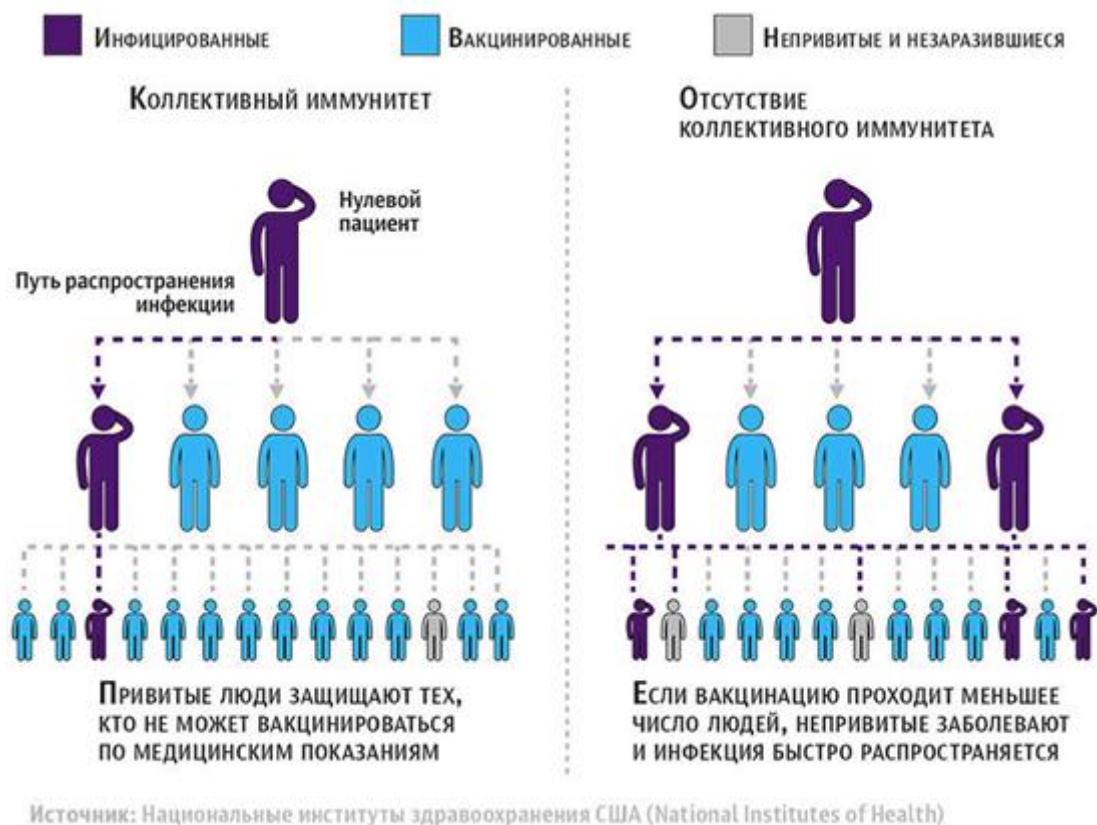 Инфицированные
Вакцинированные
Непривитые и незаразившиеся
Коллективный иммунитет
Нулевой
пациент
Путь распространения
инфекции
Привитые люди защищают тех,
кто не может вакцинироваться
по медицинским показаниям
Отсутствие
коллективного иммунитета
Если вакцинацию проходит меньшее
число людей, непривитые заболевают
и инфекция быстро распространяется
Источник: Национальные институты здравоохранения США (National Institutes of Health)